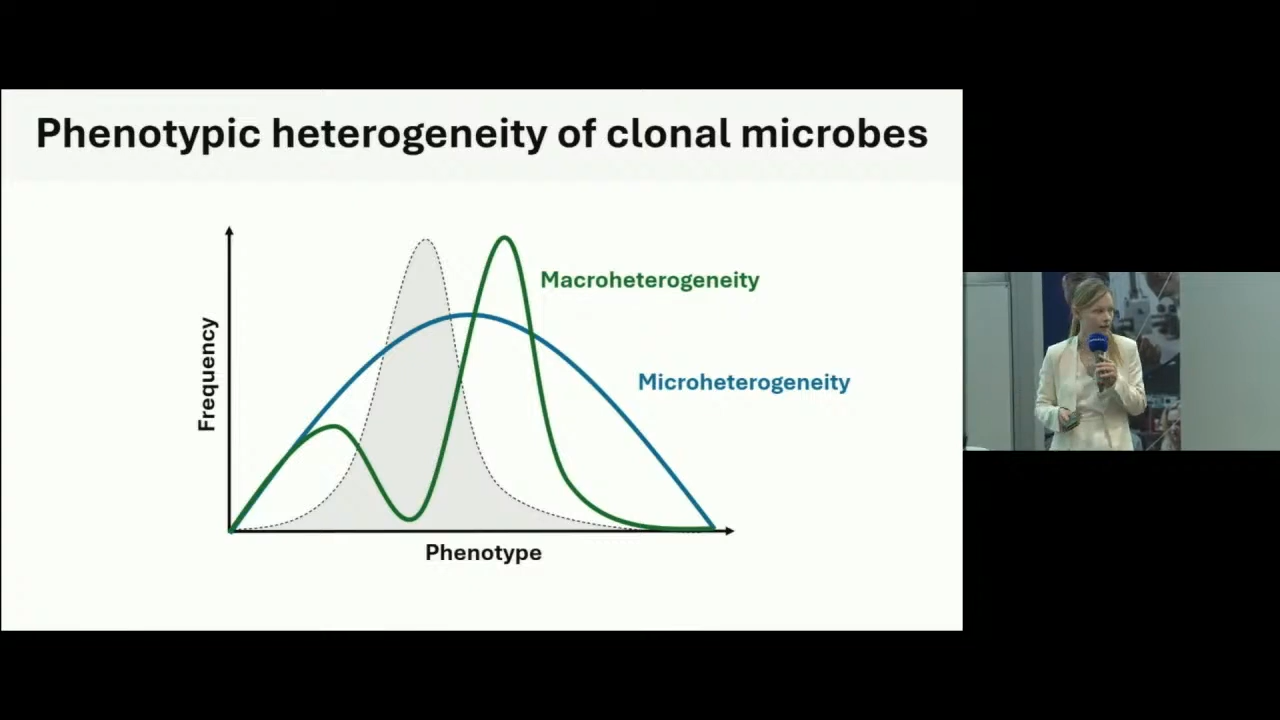 Phenotypic heterogeneity of clonal microbes
Macroheterogeneity
Microheterogeneity
Frequency
Phenotype